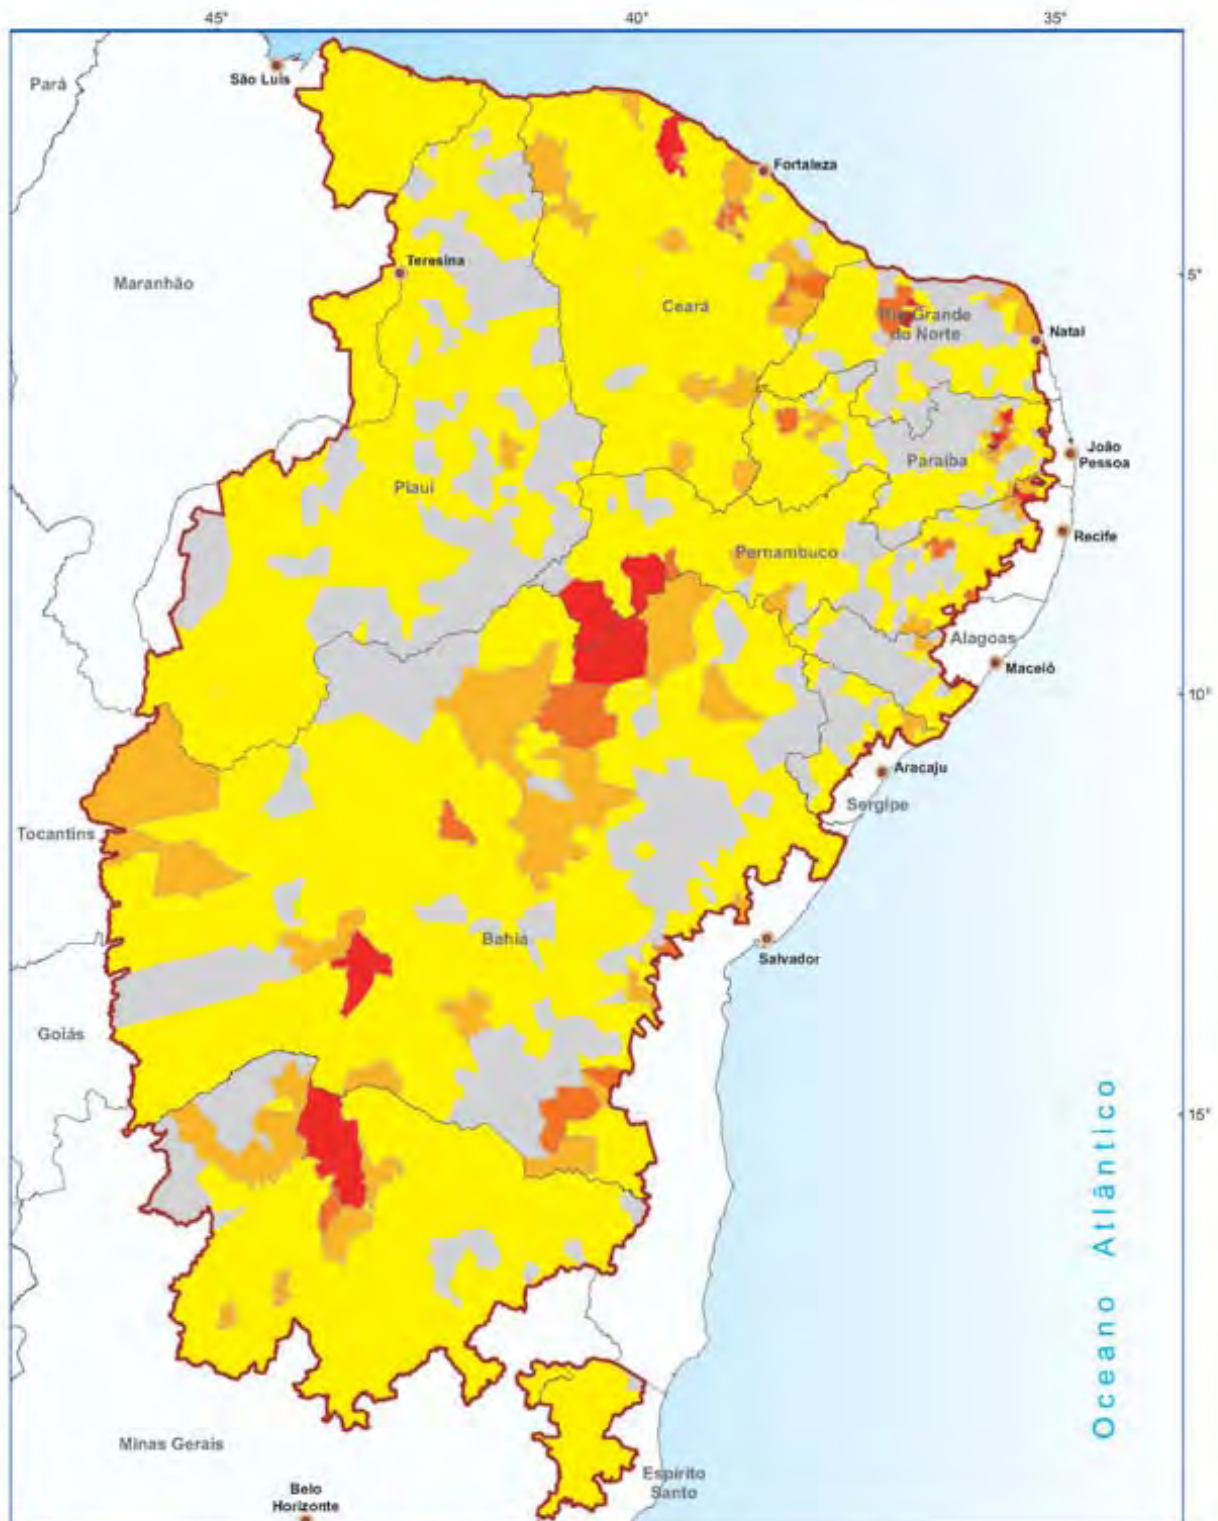 45°
40°
35°
São Luís
Pará
Fortaleza
Teresina
5°
Maranhão
Ceará
Rio Grande
do Norte
Natal
João
Pessoa
Paraíba
Piauí
Recife
Pernambuco
Alagoas
Maceió
10°
Aracaju
Sergipe
Tocantins
Bahia
Salvador
Goiás
15°
Oceano Atlântico
Minas Gerais
Espírito
Santo
Belo
Horizonte